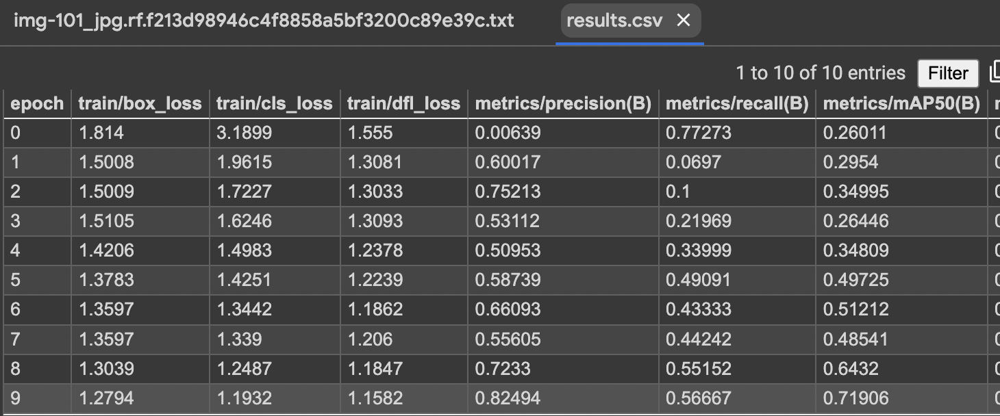 img-101_jpg.rf.f213d98946c4f8858a5bf3200c89e39c.txt results.csv ×
1 to 10 of 10 entries Filter
epoch train/box_loss train/cls_loss train/dfl_loss metrics/precision(B) metrics/recall(B) metrics/mAP50(B)
0 1.814 3.1899 1.555 0.00639 0.77273 0.26011
1 1.5008 1.9615 1.3081 0.60017 0.0697 0.2954
2 1.5009 1.7227 1.3033 0.75213 0.1 0.34995
3 1.5105 1.6246 1.3093 0.53112 0.21969 0.26446
4 1.4206 1.4983 1.2378 0.50953 0.33999 0.34809
5 1.3783 1.4251 1.2239 0.58739 0.49091 0.49725
6 1.3597 1.3442 1.1862 0.66093 0.43333 0.51212
7 1.3597 1.339 1.206 0.55605 0.44242 0.48541
8 1.3039 1.2487 1.1847 0.7233 0.55152 0.6432
9 1.2794 1.1932 1.1582 0.82494 0.56667 0.71906